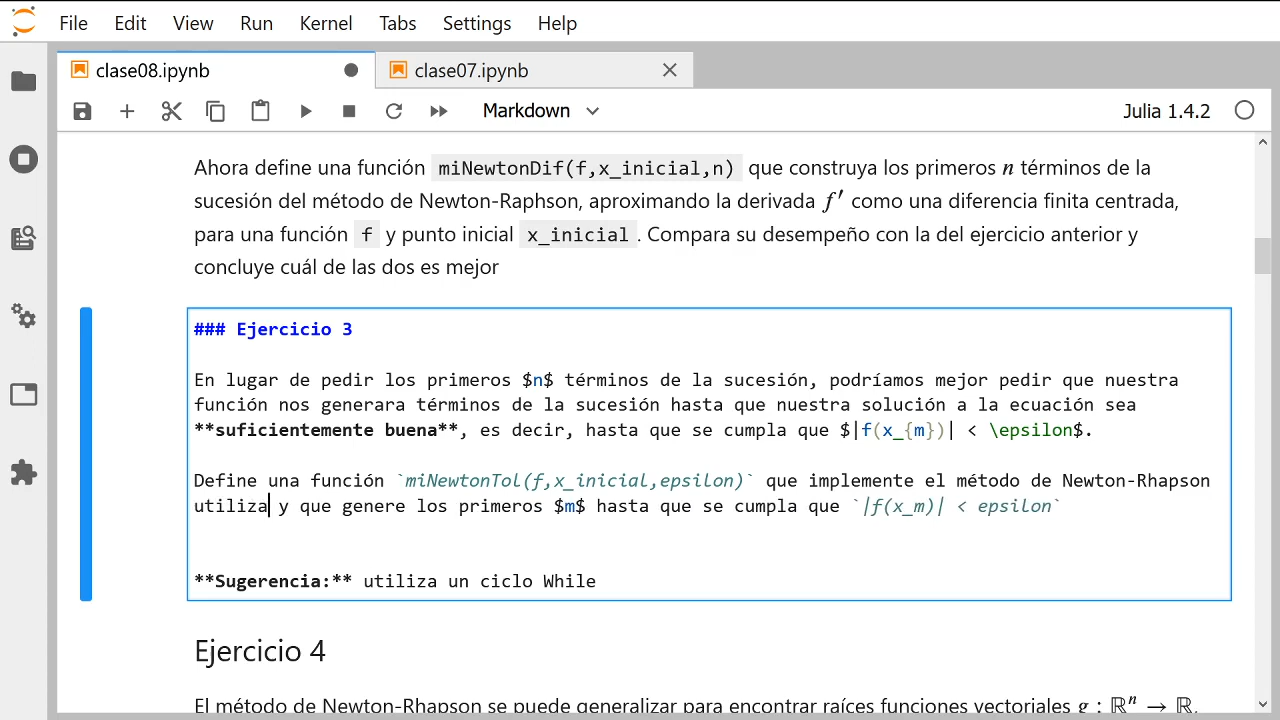 File Edit View Run Kernel Tabs Settings Help
clase08.ipynb clase07.ipynb
Markdown Julia 1.4.2
Ahora define una función miNewtonDif(f,x_inicial,n) que construya los primeros n términos de la
sucesión del método de Newton-Raphson, aproximando la derivada f′ como una diferencia finita centrada,
para una función f y punto inicial x_inicial. Compara su desempeño con la del ejercicio anterior y
concluye cuál de las dos es mejor
### Ejercicio 3
En lugar de pedir los primeros $n$ términos de la sucesión, podríamos mejor pedir que nuestra
función nos generara términos de la sucesión hasta que nuestra solución a la ecuación sea
**suficientemente buena**, es decir, hasta que se cumpla que $|f(x_{m})| < \epsilon$.
Define una función `miNewtonTol(f,x_inicial,epsilon)` que implemente el método de Newton-Rhapson
utiliza y que genere los primeros $m$ hasta que se cumpla que `|f(x_m)| < epsilon`
**Sugerencia:** utiliza un ciclo While
Ejercicio 4
El método de Newton-Rhapson se puede generalizar para encontrar raíces funciones vectoriales g : ℝⁿ → ℝ,